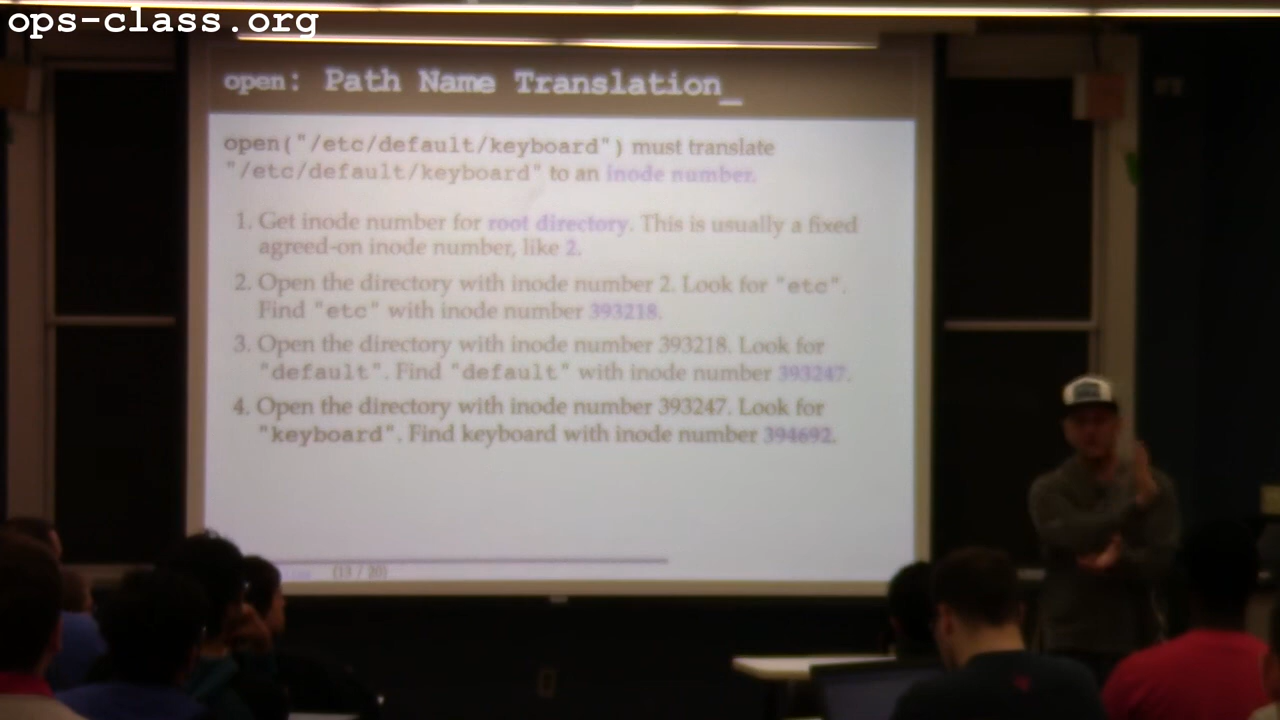 ops-class.org
open: Path Name Translation_
open("/etc/default/keyboard") must translate
"/etc/default/keyboard" to an inode number.
1. Get inode number for root directory. This is usually a fixed
agreed-on inode number, like 2.
2. Open the directory with inode number 2. Look for "etc".
Find "etc" with inode number 393218.
3. Open the directory with inode number 393218. Look for
"default". Find "default" with inode number 393247.
4. Open the directory with inode number 393247. Look for
"keyboard". Find keyboard with inode number 394692.
(13 / 20)